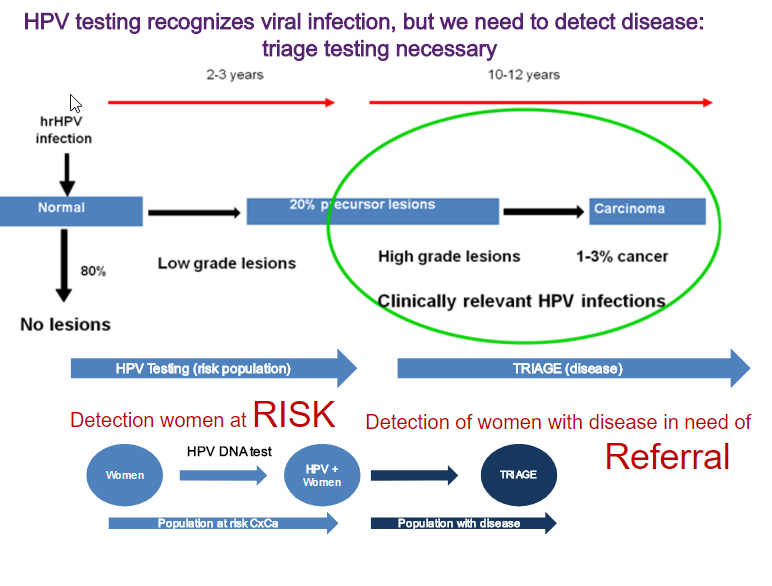 HPV testing recognizes viral infection, but we need to detect disease:
triage testing necessary
2-3 years
10-12 years
hrHPV
infection
Normal
20% precursor lesions
Carcinoma
80%
Low grade lesions
High grade lesions
1-3% cancer
Clinically relevant HPV infections
No lesions
HPV Testing (risk population)
TRIAGE (disease)
Detection women at RISK
Detection of women with disease in need of
Referral
HPV DNA test
Women
HPV +
Women
TRIAGE
Population at risk CxCa
Population with disease